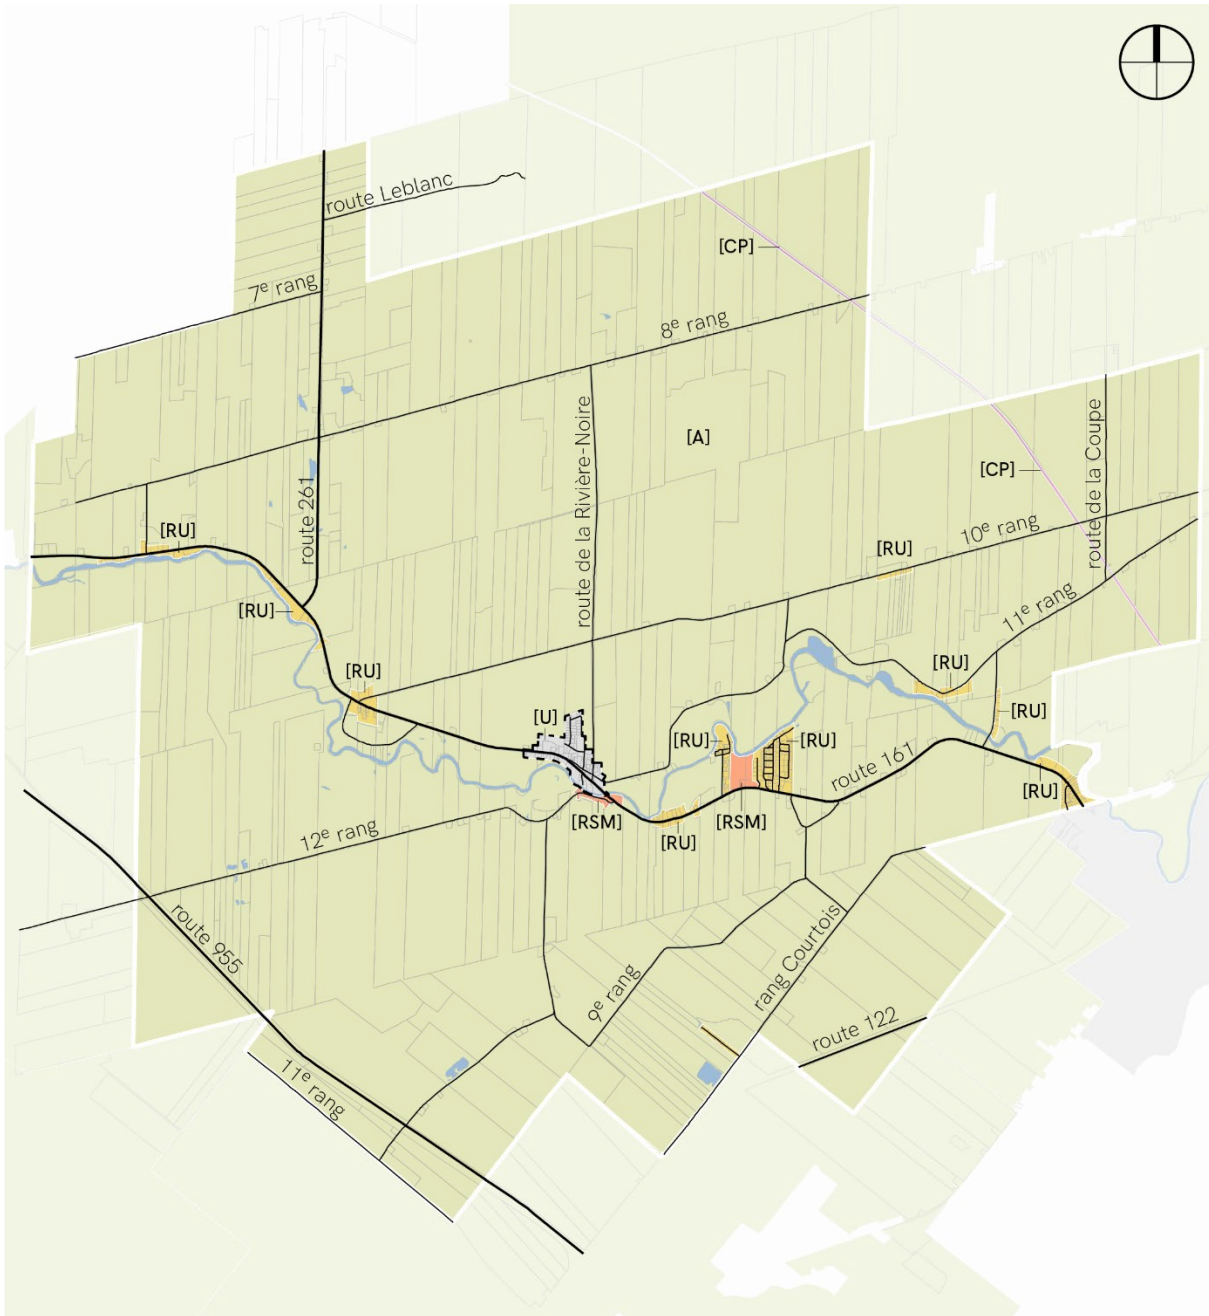 route Leblanc
[CP]
7e rang
8e rang
route de la Rivière-Noire
[A]
route de la Coupe
[CP]
route 261
[RU]
10e rang
[RU]
[RU]
11e rang
[RU]
[RU]
[U]
[RU]
[RU]
[RU]
route 161
[RU]
[RSM]
[RSM]
[RU]
12e rang
route 955
rang Courtois
9e rang
route 122
11e rang